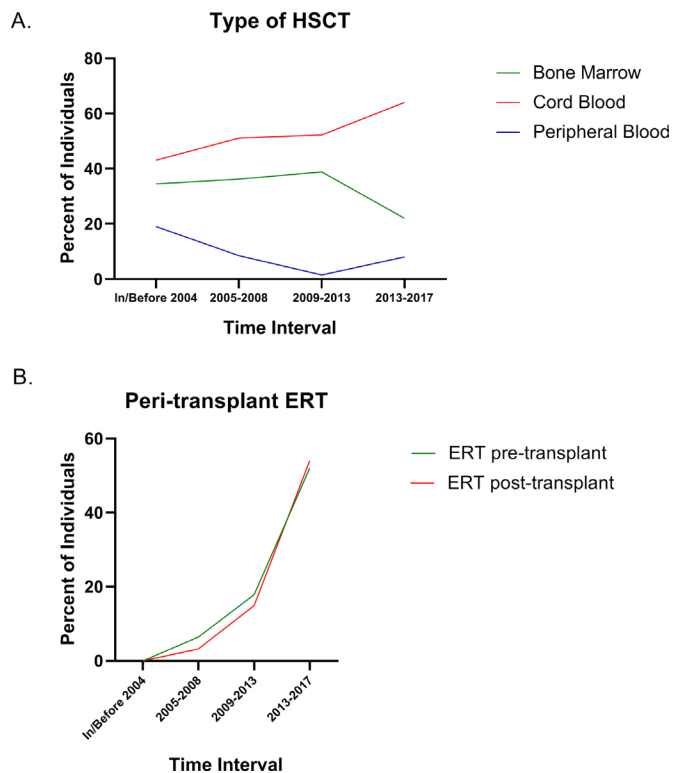 A.
Type of HSCT
80
60
40
20
0
Percent of Individuals
In/Before 2004 2005-2008 2009-2013 2013-2017
Time Interval
Bone Marrow
Cord Blood
Peripheral Blood
B.
Peri-transplant ERT
60
40
20
0
Percent of Individuals
In/Before 2004
2005-2008
2009-2013
2013-2017
Time Interval
ERT pre-transplant
ERT post-transplant